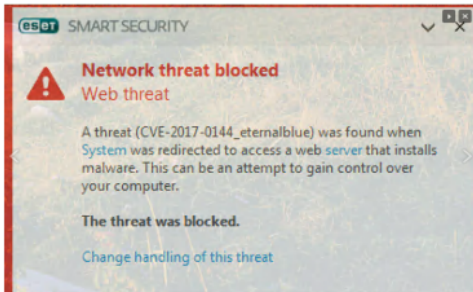 eset SMART SECURITY
Network threat blocked
Web threat
A threat (CVE-2017-0144_eternalblue) was found when
System was redirected to access a web server that installs
malware. This can be an attempt to gain control over
your computer.
The threat was blocked.
Change handling of this threat